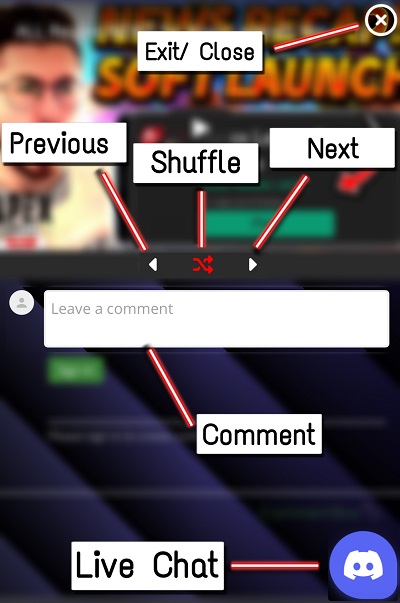 NEWS RECAP
SOFT LAUNCH
Exit/ Close
Previous
Shuffle
Next
Leave a comment
Comment
Live Chat